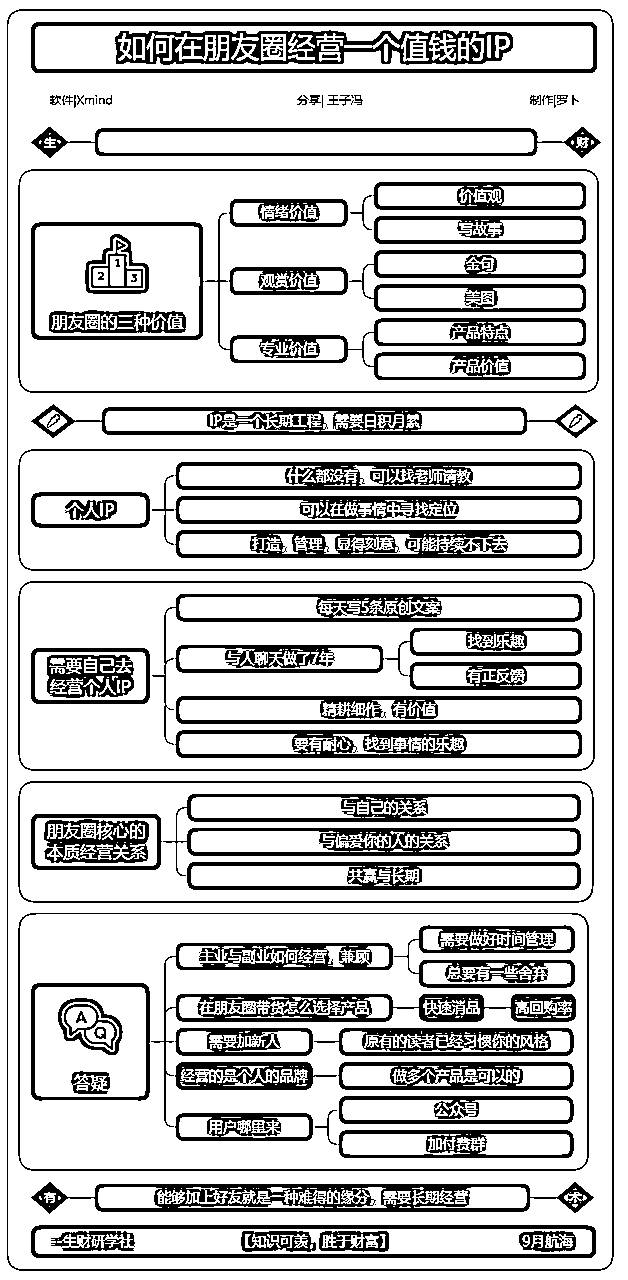 如何在朋友圈经营一个值钱的IP
软件|Xmind 分享| 王子冯 制作|罗卜
生 财
朋友圈的三种价值
1
2 3
情绪价值
价值观
写故事
观赏价值
金句
美图
专业价值
产品特点
产品价值
IP是一个长期工程，需要日积月累
个人IP
什么都没有，可以找老师请教
可以在做事情中寻找定位
打造，管理，显得刻意，可能持续不下去
需要自己去
经营个人IP
每天写5条原创文案
与人聊天做了7年
找到乐趣
有正反馈
精耕细作，有价值
要有耐心，找到事情的乐趣
朋友圈核心的
本质经营关系
与自己的关系
与偏爱你的人的关系
共赢与长期
A
Q
答疑
主业与副业如何经营，兼顾
需要做好时间管理
总要有一些舍弃
在朋友圈带货怎么选择产品
快速消品
高回购率
需要加新人
原有的读者已经习惯你的风格
经营的是个人的品牌
做多个产品是可以的
用户哪里来
公众号
加付费群
有 术
能够加上好友就是一种难得的缘分，需要长期经营
生财研学社 【知识可羡，胜于财富】 9月航海